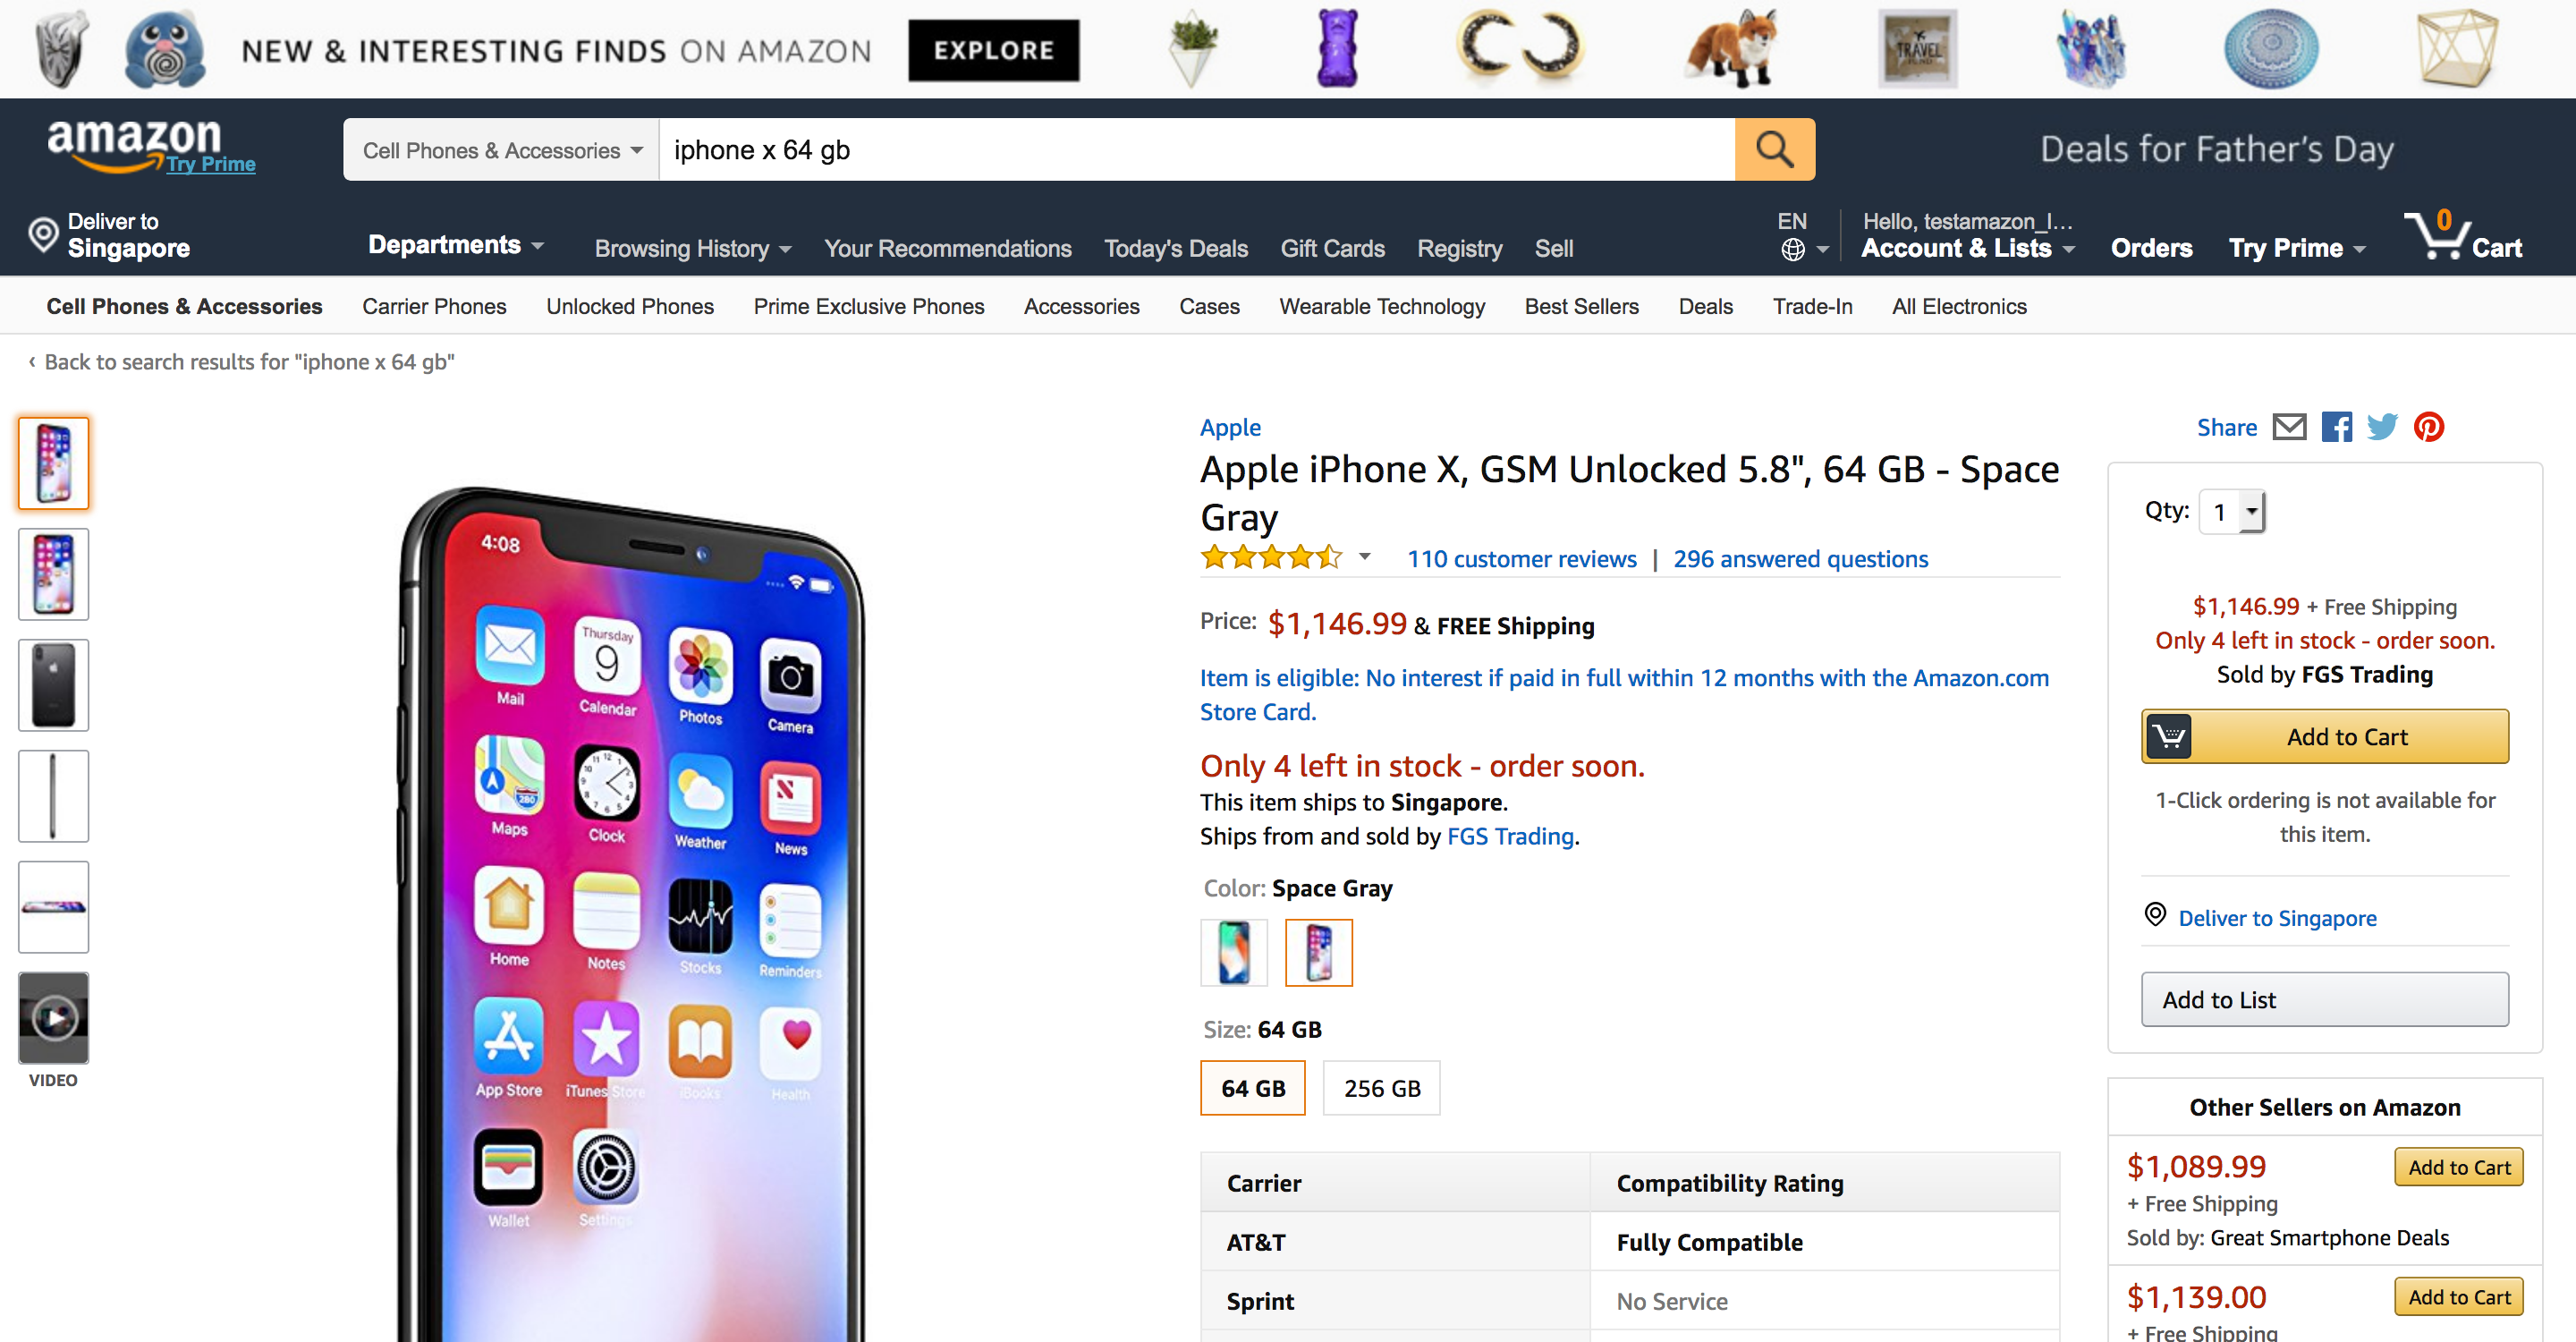 NEW & INTERESTING FINDS ON AMAZON
EXPLORE
TRAVEL
FUND
amazon
Try Prime
Cell Phones & Accessories
iphone x 64 gb
Deals for Father's Day
Deliver to
Singapore
Departments
Browsing History
Your Recommendations
Today's Deals
Gift Cards
Registry
Sell
EN
Hello, testamazon_l...
Account & Lists
Orders
Try Prime
0
Cart
Cell Phones & Accessories
Carrier Phones
Unlocked Phones
Prime Exclusive Phones
Accessories
Cases
Wearable Technology
Best Sellers
Deals
Trade-In
All Electronics
‹ Back to search results for "iphone x 64 gb"
VIDEO
4:08
Thursday
9
Mail
Calendar
Photos
Camera
280
Maps
Clock
Weather
News
Home
Notes
Stocks
Reminders
App Store
iTunes Store
iBooks
Health
Wallet
Settings
Apple
Apple iPhone X, GSM Unlocked 5.8", 64 GB - Space
Gray
110 customer reviews | 296 answered questions
Price: $1,146.99 & FREE Shipping
Item is eligible: No interest if paid in full within 12 months with the Amazon.com
Store Card.
Only 4 left in stock - order soon.
This item ships to Singapore.
Ships from and sold by FGS Trading.
Color: Space Gray
Size: 64 GB
64 GB
256 GB
Carrier
Compatibility Rating
AT&T
Fully Compatible
Sprint
No Service
Share
Qty: 1
$1,146.99 + Free Shipping
Only 4 left in stock - order soon.
Sold by FGS Trading
Add to Cart
1-Click ordering is not available for
this item.
Deliver to Singapore
Add to List
Other Sellers on Amazon
$1,089.99
Add to Cart
+ Free Shipping
Sold by: Great Smartphone Deals
$1,139.00
Add to Cart
+ Free Shipping